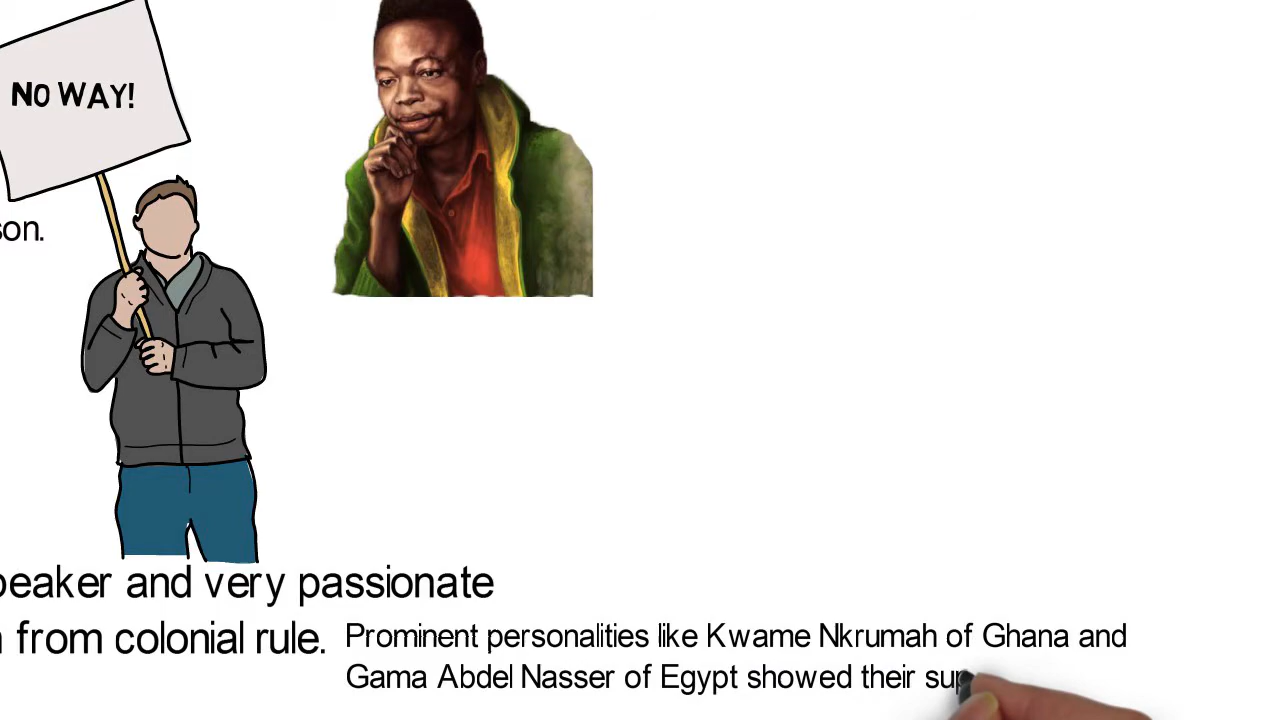 NO WAY!
son.
peaker and very passionate
from colonial rule.
Prominent personalities like Kwame Nkrumah of Ghana and
Gama Abdel Nasser of Egypt showed their sup